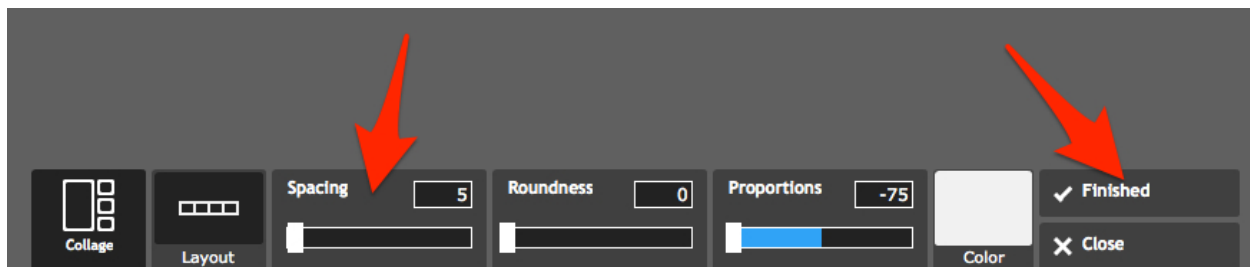 Collage
Layout
Spacing 5
Roundness 0
Proportions -75
Color
Finished
Close